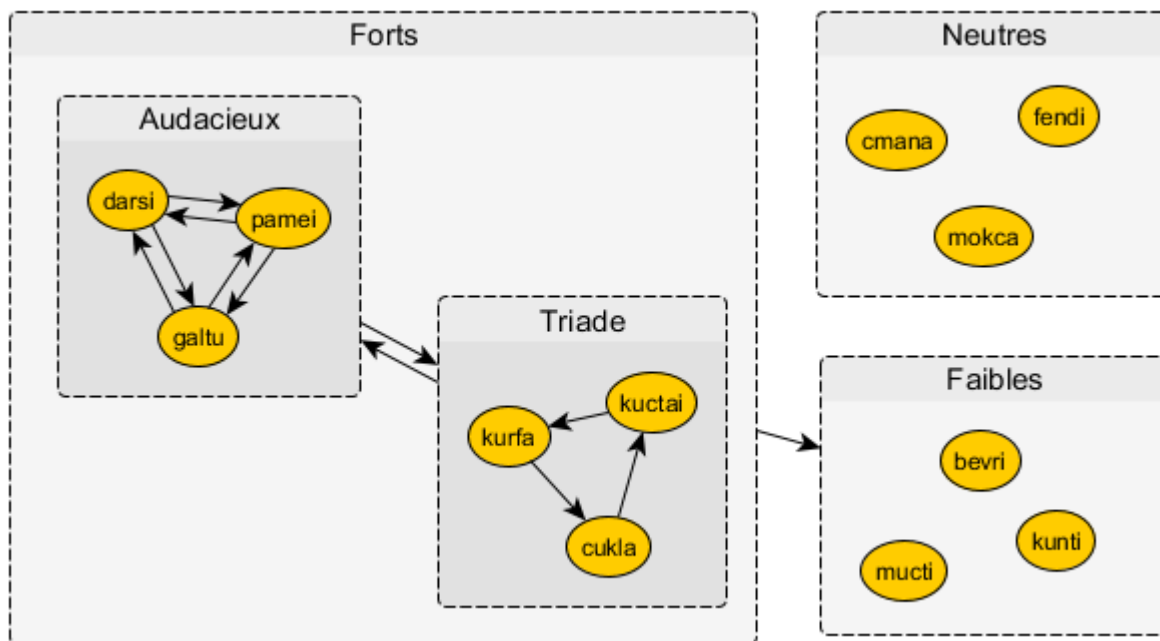 Forts
Audacieux
darsi
pamei
galtu
Triade
kuctai
kurfa
cukla
Neutres
fendi
cmana
mokca
Faibles
bevri
kunti
mucti